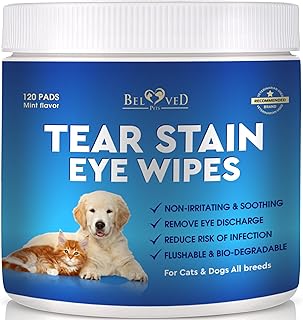 BELOVED
Pets
120 PADS
Mint flavor
RECOMMENDED
BRAND
TEAR STAIN
EYE WIPES
✓ NON-IRRITATING & SOOTHING
✓ REMOVE EYE DISCHARGE
✓ REDUCE RISK OF INFECTION
✓ FLUSHABLE & BIO-DEGRADABLE
For Cats & Dogs All breeds